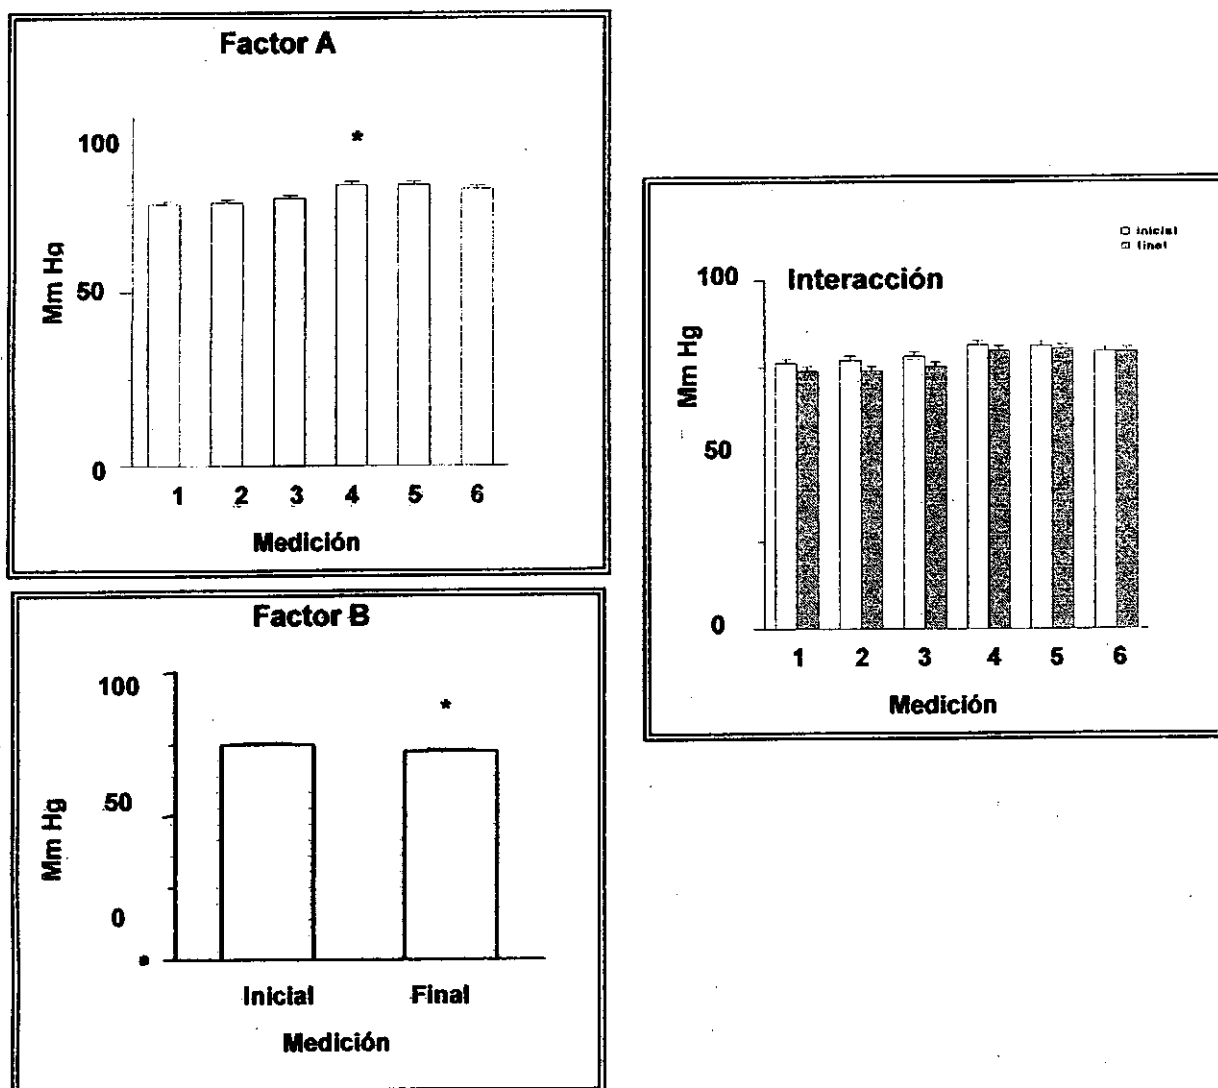 Factor A
*
100
50
0
Mm Hg
1 2 3 4 5 6
Medición
Factor B
*
100
50
0
Mm Hg
Inicial Final
Medición
inicial
final
Interacción
100
50
0
Mm Hg
1 2 3 4 5 6
Medición